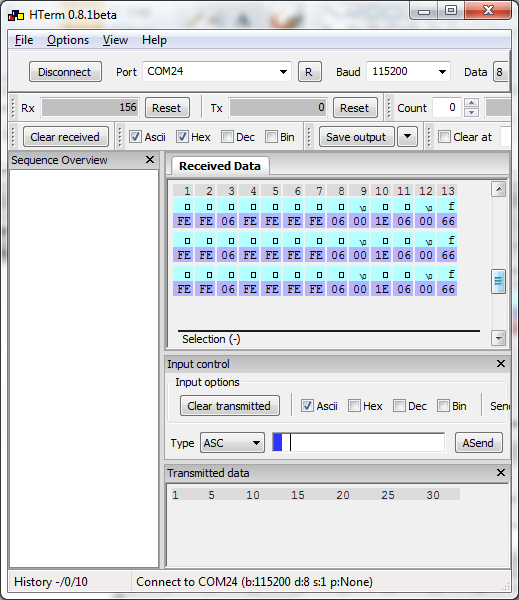 HTerm 0.8.1beta
File Options View Help
Disconnect Port COM24 R Baud 115200 Data 8
Rx 156 Reset Tx 0 Reset Count 0
Clear received Ascii Hex Dec Bin Save output Clear at
Sequence Overview
Received Data
1 2 3 4 5 6 7 8 9 10 11 12 13
\0 \0 f
FE FE 06 FE FE FE FE 06 00 1E 06 00 66
\0 \0 f
FE FE 06 FE FE FE FE 06 00 1E 06 00 66
\0 \0 f
FE FE 06 FE FE FE FE 06 00 1E 06 00 66
Selection (-)
Input control
Input options
Clear transmitted Ascii Hex Dec Bin Send
Type ASC ASend
Transmitted data
1 5 10 15 20 25 30
History -/0/10 Connect to COM24 (b:115200 d:8 s:1 p:None)